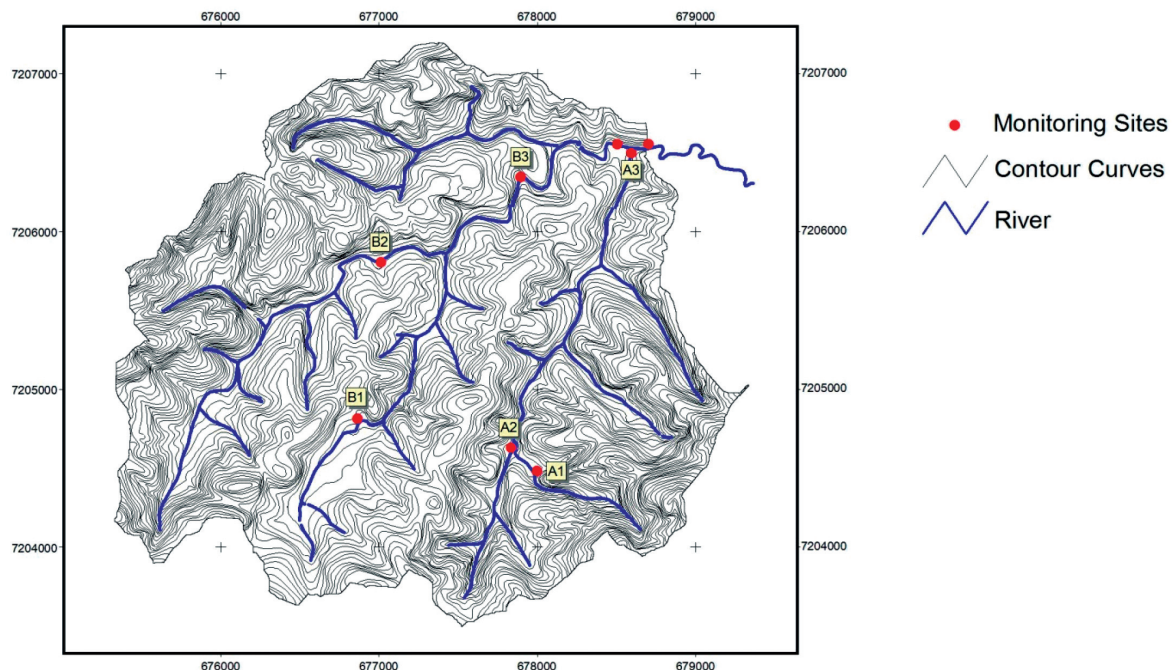 676000 677000 678000 679000
7207000 7207000
B3
A3
7206000 7206000
B2
7205000 7205000
B1
A2
A1
7204000 7204000
676000 677000 678000 679000
Monitoring Sites
Contour Curves
River